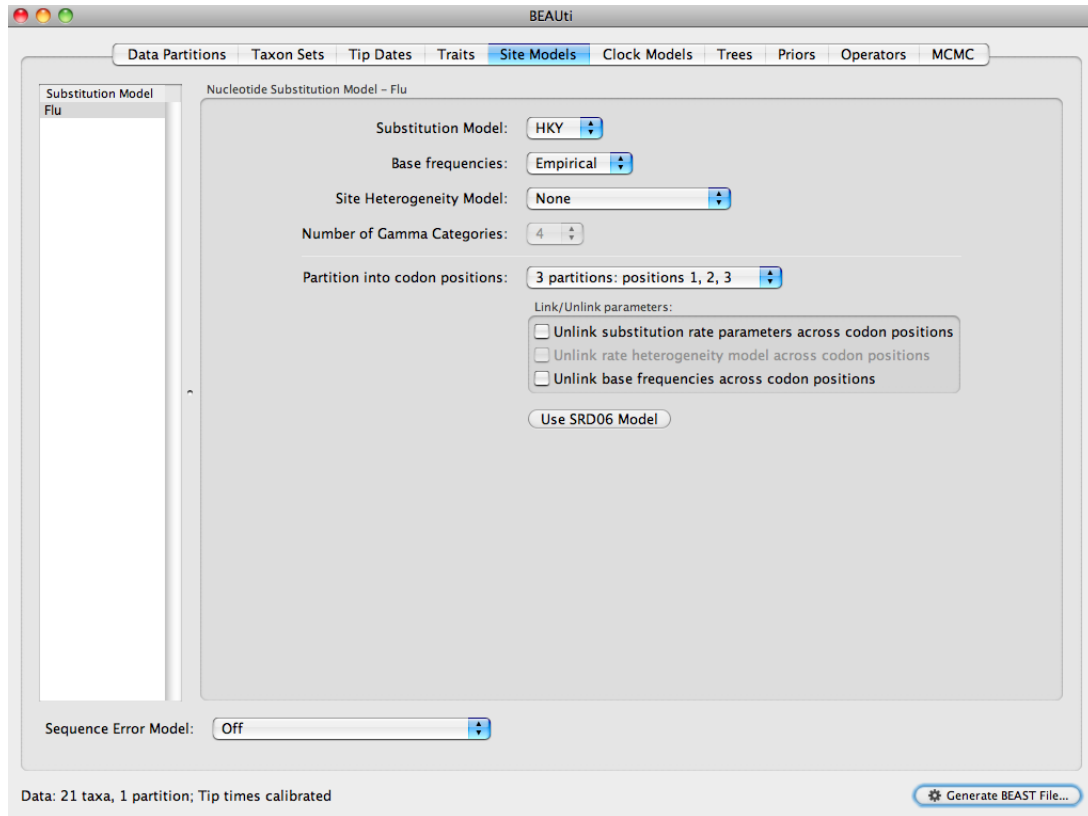 BEAUti
Data Partitions Taxon Sets Tip Dates Traits Site Models Clock Models Trees Priors Operators MCMC
Substitution Model
Flu
Nucleotide Substitution Model – Flu
Substitution Model: HKY
Base frequencies: Empirical
Site Heterogeneity Model: None
Number of Gamma Categories: 4
Partition into codon positions: 3 partitions: positions 1, 2, 3
Link/Unlink parameters:
Unlink substitution rate parameters across codon positions
Unlink rate heterogeneity model across codon positions
Unlink base frequencies across codon positions
Use SRD06 Model
Sequence Error Model: Off
Data: 21 taxa, 1 partition; Tip times calibrated
Generate BEAST File...